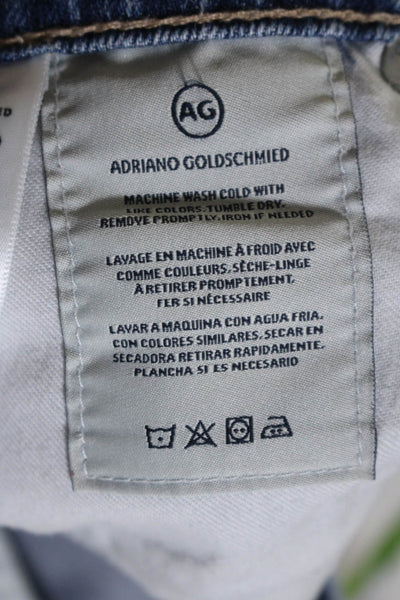 AG
ADRIANO GOLDSCHMIED
MACHINE WASH COLD WITH
LIKE COLORS. TUMBLE DRY.
REMOVE PROMPTLY. IRON IF NEEDED
LAVAGE EN MACHINE À FROID AVEC
COMME COULEURS. SÈCHE-LINGE
À RETIRER PROMPTEMENT.
FER SI NÉCESSAIRE
LAVAR A MAQUINA CON AGUA FRIA.
CON COLORES SIMILARES. SECAR EN
SECADORA RETIRAR RAPIDAMENTE.
PLANCHA SI ES NECESARIO